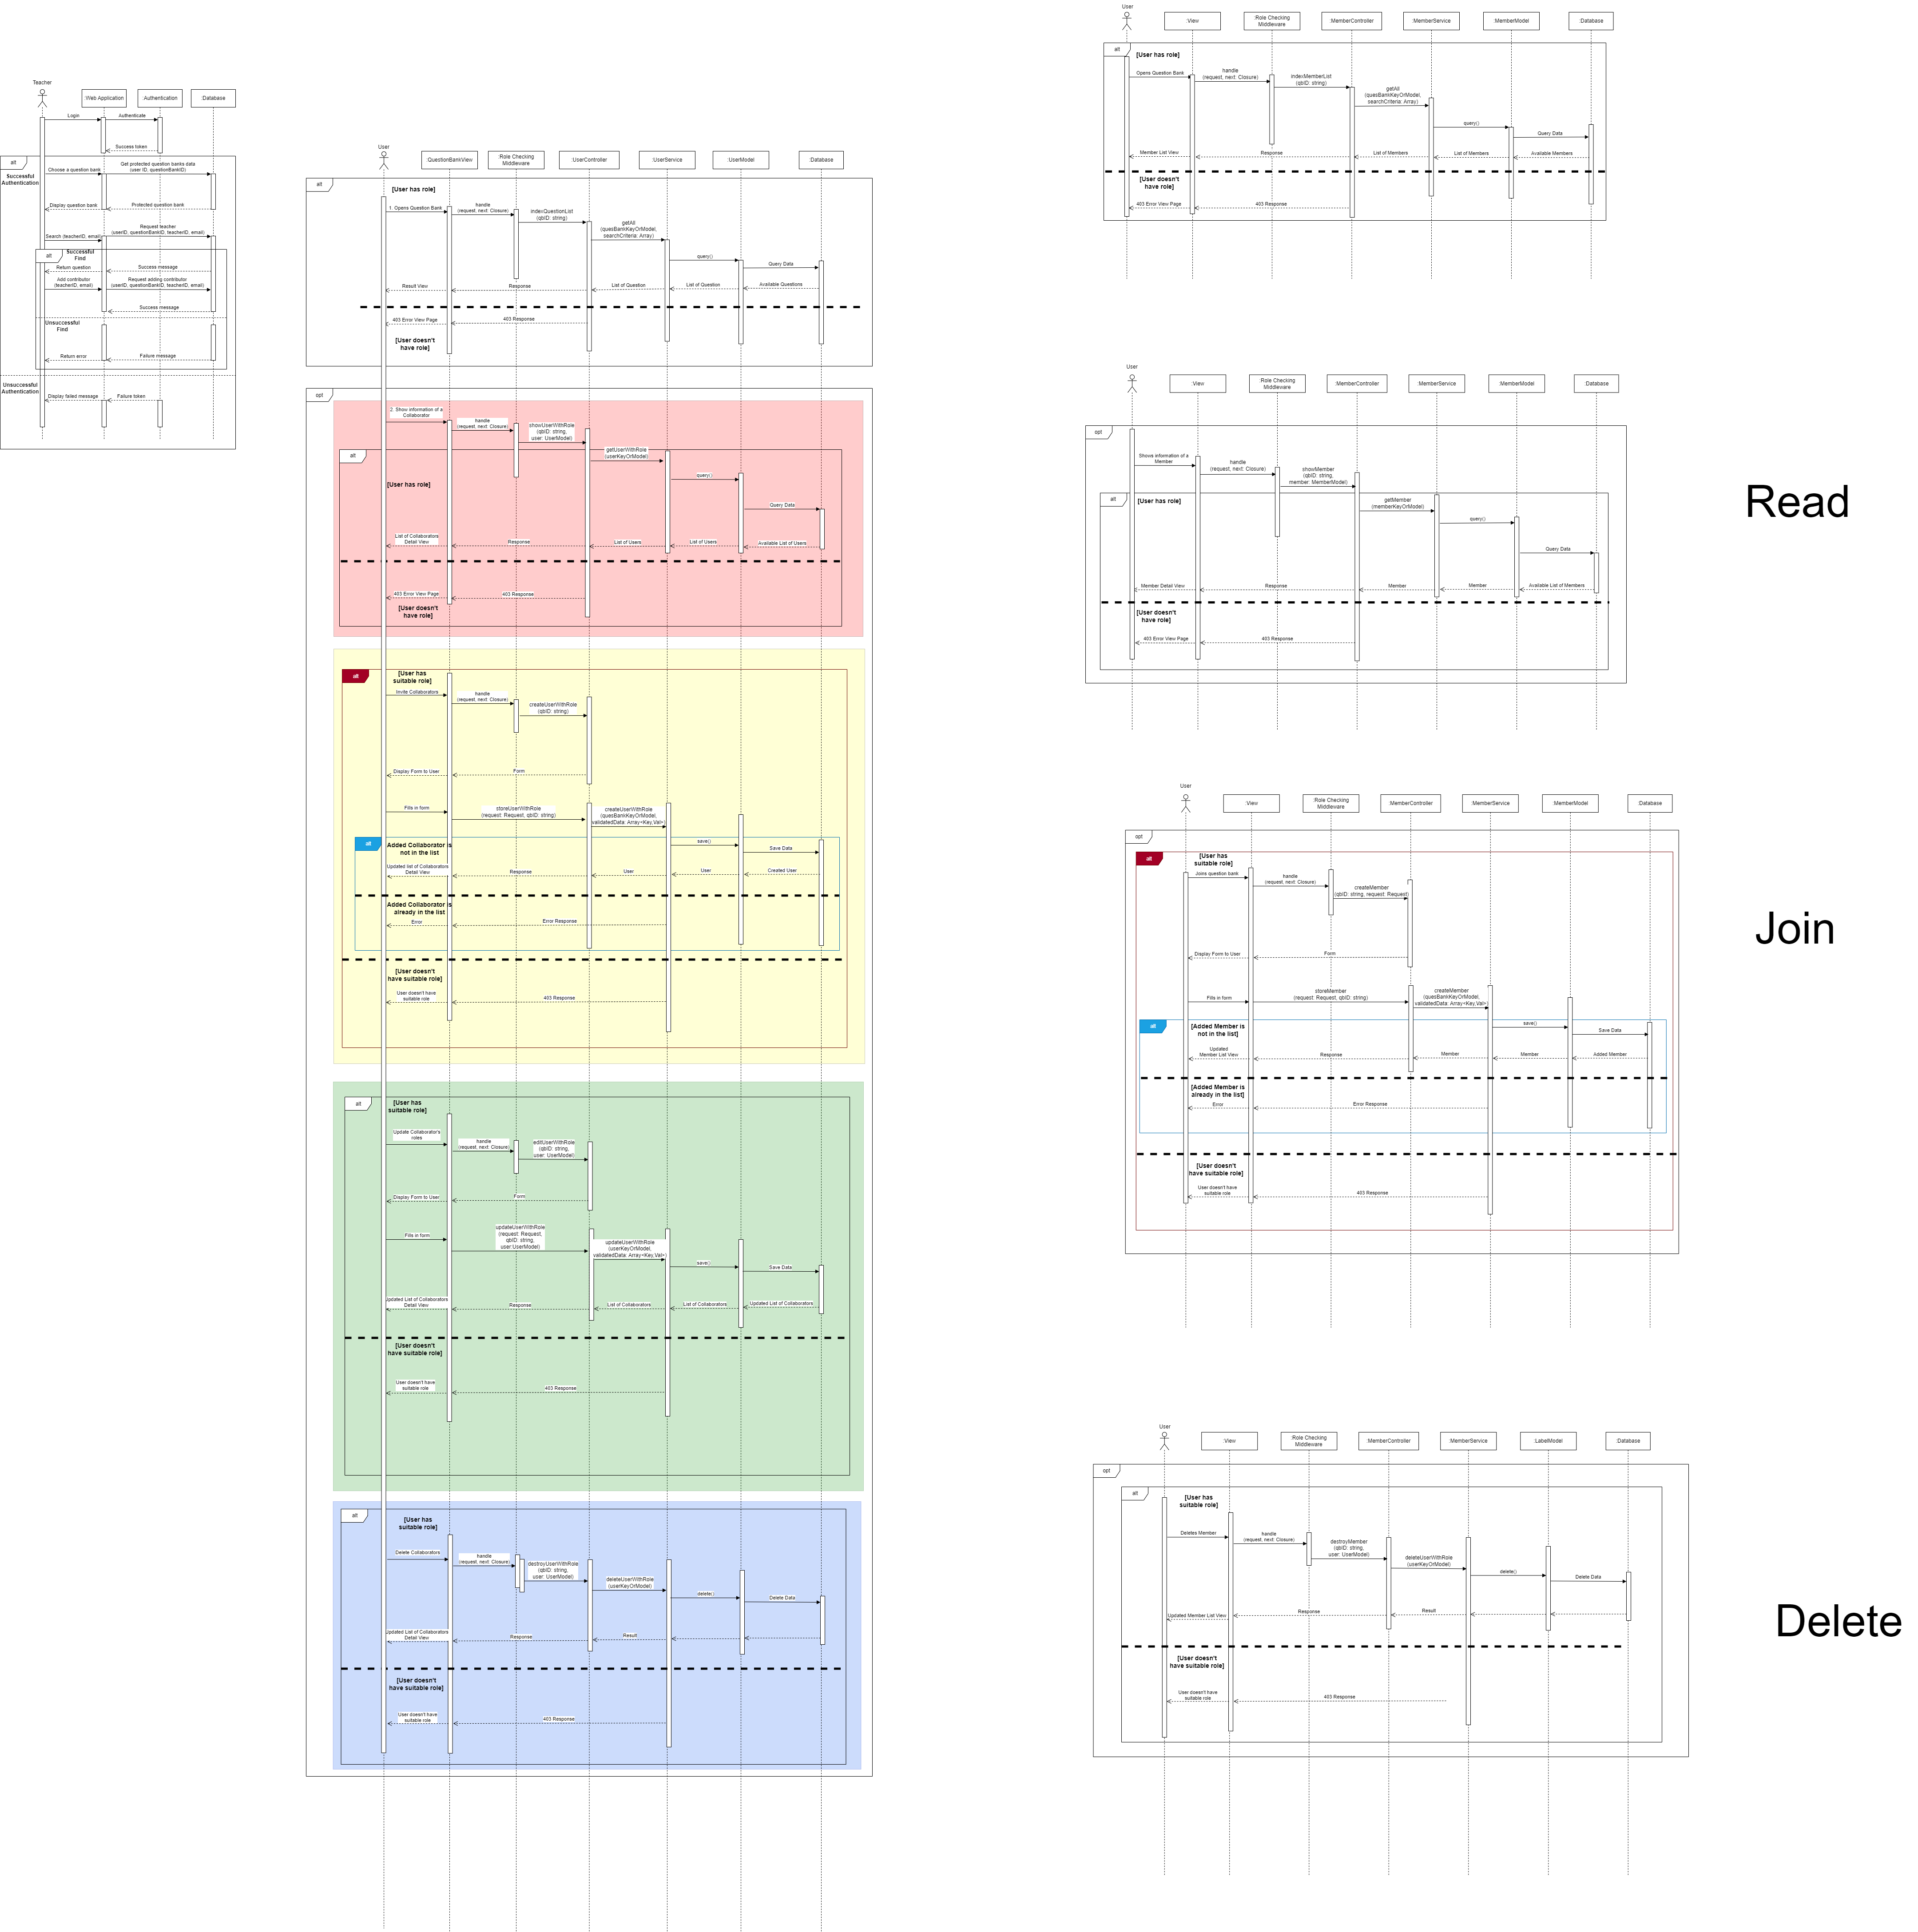 Teacher
:Web Application
:Authentication
:Database
Login
Authenticate
Success token
alt
Successful
Authentication
Get protected question banks data
(user ID, questionBankID)
Choose a question bank
Display question bank
Protected question bank
Request teacher
(userID, questionBankID, teacherID, email)
Search (teacherID, email)
alt
Successful
Find
Return question
Success message
Add contributor
(teacherID, email)
Request adding contributor
(userID, questionBankID, teacherID, email)
Success message
Unsuccessful
Find
Return error
Failure message
Unsuccessful
Authentication
Display failed message
Failure token
User
:QuestionBankView
:Role Checking
Middleware
:UserController
:UserService
:UserModel
:Database
alt
[User has role]
1. Opens Question Bank
handle
(request, next: Closure)
indexQuestionList
(qbID: string)
getAll
(quesBankKeyOrModel,
searchCriteria: Array)
query()
Query Data
Result View
Response
List of Question
List of Question
Available Questions
403 Error View Page
403 Response
[User doesn't
have role]
opt
2. Show information of a
Collaborator
handle
(request, next: Closure)
showUserWithRole
(qbID: string,
user: UserModel)
alt
getUserWithRole
(userKeyOrModel)
[User has role]
query()
Query Data
List of Collaborators
Detail View
Response
List of Users
List of Users
Available List of Users
403 Error View Page
403 Response
[User doesn't
have role]
alt
[User has
suitable role]
Invite Collaborators
handle
(request, next: Closure)
createUserWithRole
(qbID: string)
Display Form to User
Form
Fills in form
storeUserWithRole
(request: Request, qbID: string)
createUserWithRole
(quesBankKeyOrModel,
validatedData: Array<Key,Val>)
alt
Added Collaborator is
not in the list
save()
Save Data
Updated list of Collaborators
Detail View
Response
User
User
Created User
Added Collaborator is
already in the list
Error
Error Response
[User doesn't
have suitable role]
User doesn't have
suitable role
403 Response
alt
[User has
suitable role]
Update Collaborator's
roles
handle
(request, next: Closure)
editUserWithRole
(qbID: string,
user: UserModel)
Display Form to User
Form
Fills in form
updateUserWithRole
(request: Request,
qbID: string,
user:UserModel)
updateUserWithRole
(userKeyOrModel,
validatedData: Array<Key,Val>)
save()
Save Data
Updated List of Collaborators
Detail View
Response
List of Collaborators
List of Collaborators
Updated List of Collaborators
[User doesn't
have suitable role]
User doesn't have
suitable role
403 Response
alt
[User has
suitable role]
Delete Collaborators
handle
(request, next: Closure)
destroyUserWithRole
(qbID: string,
user: UserModel)
deleteUserWithRole
(userKeyOrModel)
delete()
Delete Data
Updated List of Collaborators
Detail View
Response
Result
[User doesn't
have suitable role]
User doesn't have
suitable role
403 Response
User
:View
:Role Checking
Middleware
:MemberController
:MemberService
:MemberModel
:Database
alt
[User has role]
Opens Question Bank
handle
(request, next: Closure)
indexMemberList
(qbID: string)
getAll
(quesBankKeyOrModel,
searchCriteria: Array)
query()
Query Data
Member List View
Response
List of Members
List of Members
Available Members
[User doesn't
have role]
403 Error View Page
403 Response
User
:View
:Role Checking
Middleware
:MemberController
:MemberService
:MemberModel
:Database
opt
Shows information of a
Member
handle
(request, next: Closure)
showMember
(qbID: string,
member: MemberModel)
alt
[User has role]
getMember
(memberKeyOrModel)
query()
Query Data
Member Detail View
Response
Member
Member
Available List of Members
[User doesn't
have role]
403 Error View Page
403 Response
Read
User
:View
:Role Checking
Middleware
:MemberController
:MemberService
:MemberModel
:Database
opt
alt
[User has
suitable role]
Joins question bank
handle
(request, next: Closure)
createMember
(qbID: string, request: Request)
Display Form to User
Form
Fills in form
storeMember
(request: Request, qbID: string)
createMember
(quesBankKeyOrModel,
validatedData: Array<Key,Val>)
alt
[Added Member is
not in the list]
save()
Save Data
Updated
Member List View
Response
Member
Member
Added Member
[Added Member is
already in the list]
Error
Error Response
[User doesn't
have suitable role]
User doesn't have
suitable role
403 Response
Join
User
:View
:Role Checking
Middleware
:MemberController
:MemberService
:LabelModel
:Database
opt
alt
[User has
suitable role]
Deletes Member
handle
(request, next: Closure)
destroyMember
(qbID: string,
user: UserModel)
deleteUserWithRole
(userKeyOrModel)
delete()
Delete Data
Updated Member List View
Response
Result
[User doesn't
have suitable role]
User doesn't have
suitable role
403 Response
Delete